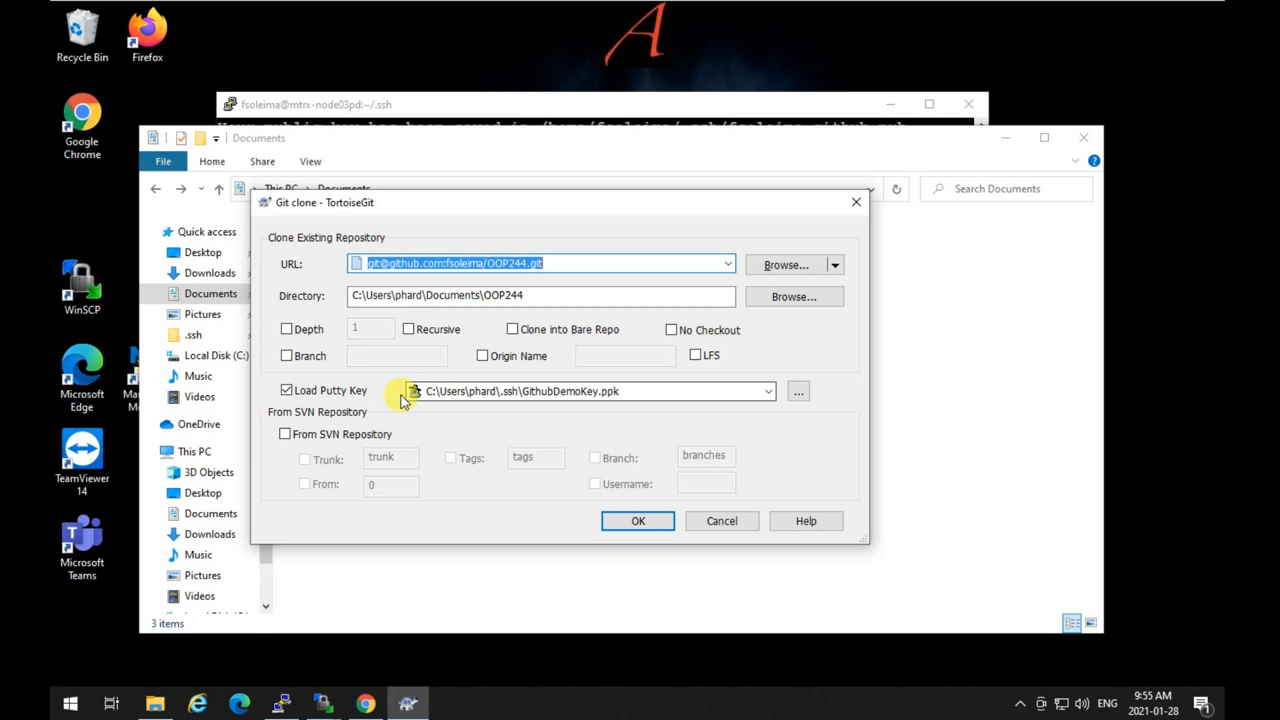 A
Recycle Bin
Firefox
Google Chrome
WinSCP
Microsoft Edge
TeamViewer 14
Microsoft Teams
fsoleima@mtrx-node03pd:~/.ssh
Documents
File Home Share View
This PC Documents
Search Documents
Quick access
Desktop
Downloads
Documents
Pictures
.ssh
Local Disk (C:)
Music
Videos
OneDrive
This PC
3D Objects
Desktop
Documents
Downloads
Music
Pictures
Videos
3 items
Git clone - TortoiseGit
Clone Existing Repository
URL: git@github.com:fsoleima/OOP244.git Browse...
Directory: C:\Users\phard\Documents\OOP244 Browse...
Depth 1 Recursive Clone into Bare Repo No Checkout
Branch Origin Name LFS
Load Putty Key C:\Users\phard\.ssh\GithubDemoKey.ppk ...
From SVN Repository
From SVN Repository
Trunk: trunk Tags: tags Branch: branches
From: 0 Username:
OK Cancel Help
ENG
9:55 AM
2021-01-28